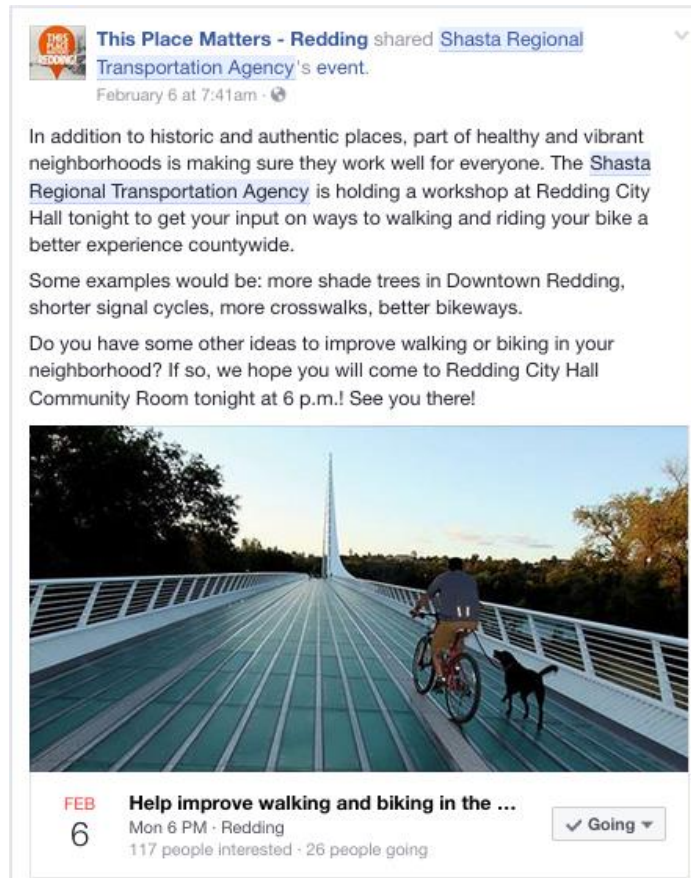 THIS
PLACE
MATTERS
REDDING
This Place Matters - Redding shared Shasta Regional
Transportation Agency's event.
February 6 at 7:41am ·
In addition to historic and authentic places, part of healthy and vibrant
neighborhoods is making sure they work well for everyone. The Shasta
Regional Transportation Agency is holding a workshop at Redding City
Hall tonight to get your input on ways to walking and riding your bike a
better experience countywide.
Some examples would be: more shade trees in Downtown Redding,
shorter signal cycles, more crosswalks, better bikeways.
Do you have some other ideas to improve walking or biking in your
neighborhood? If so, we hope you will come to Redding City Hall
Community Room tonight at 6 p.m.! See you there!
FEB
6
Help improve walking and biking in the ...
Mon 6 PM · Redding
117 people interested · 26 people going
Going